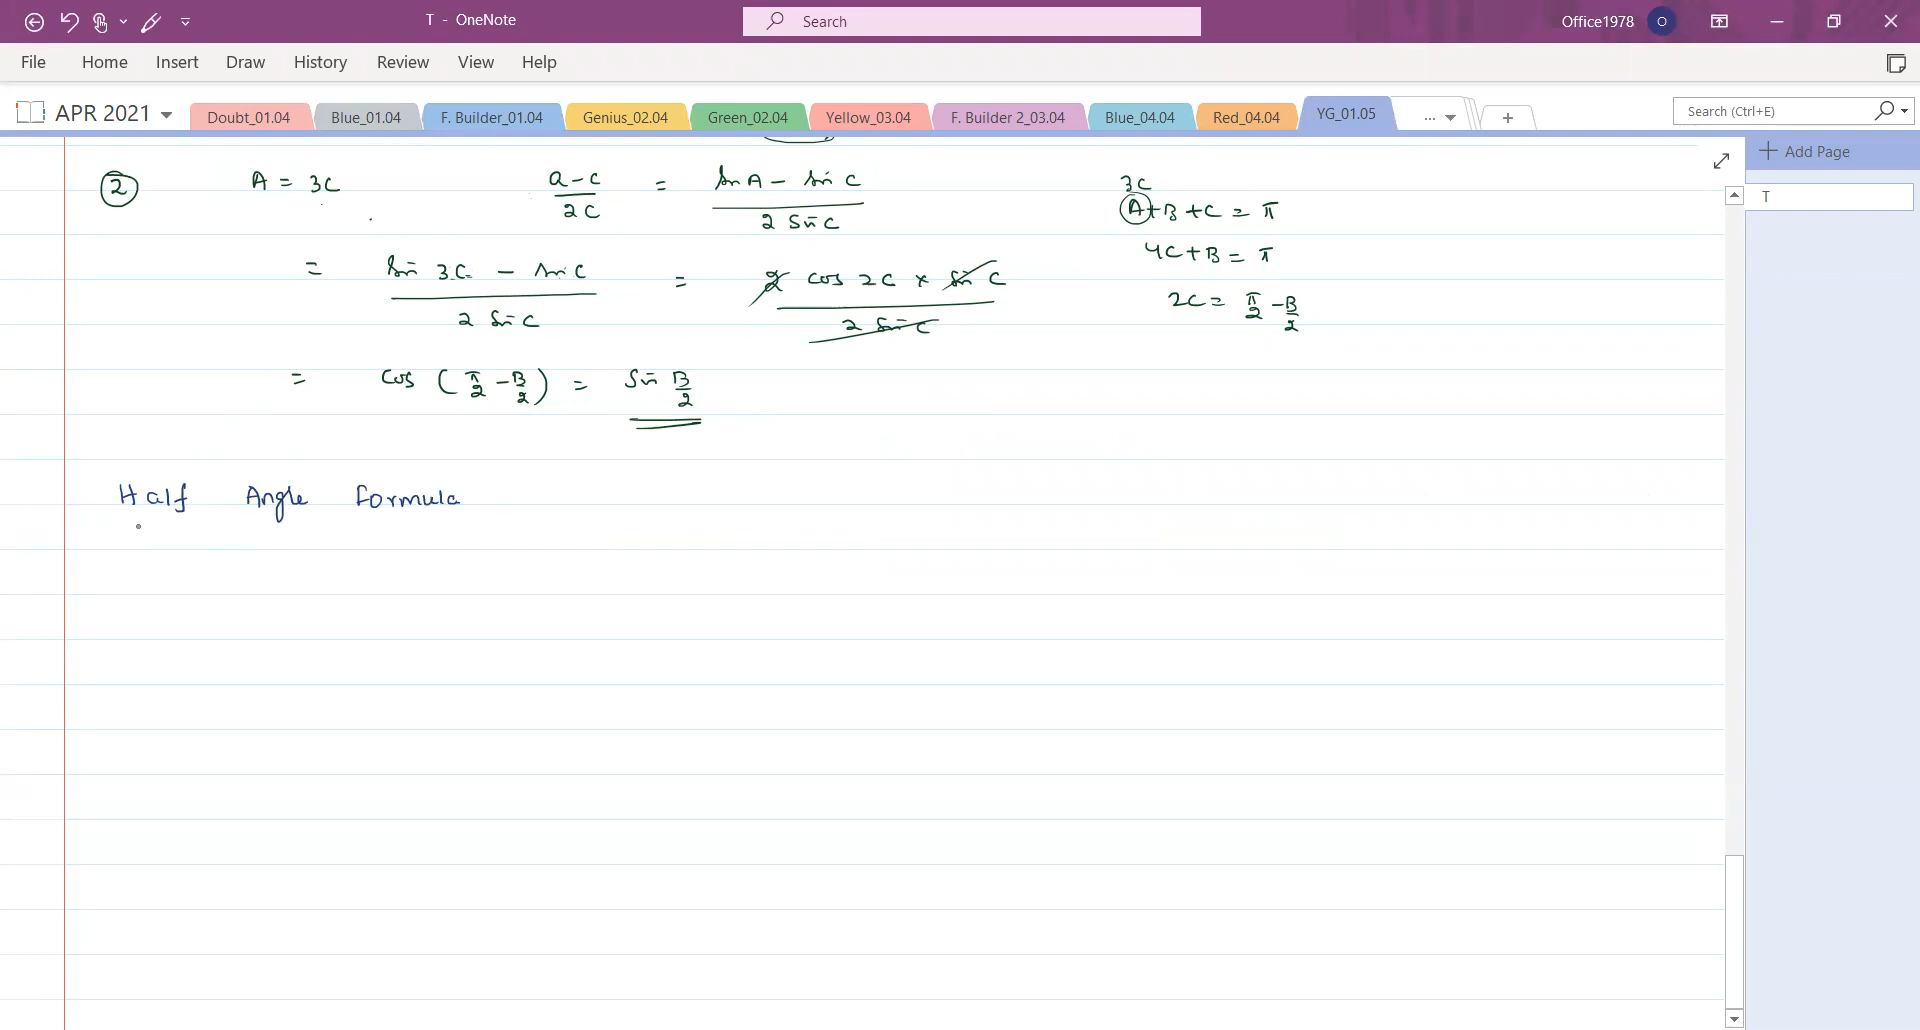 T - OneNote
Search
Office1978
O
File Home Insert Draw History Review View Help
APR 2021
Doubt_01.04 Blue_01.04 F. Builder_01.04 Genius_02.04 Green_02.04 Yellow_03.04 F. Builder 2_03.04 Blue_04.04 Red_04.04 YG_01.05 ... +
Search (Ctrl+E)
Add Page
T
2 A = 3C a-c/2c = sin A - sin C / 2 sin C
3C
A+B+C = π
4C+B = π
= sin 3C - sin C / 2 sin C = 2 cos 2C × sin C / 2 sin C
2C = π/2 - B/2
= cos (π/2 - B/2) = sin B/2
Half Angle Formula